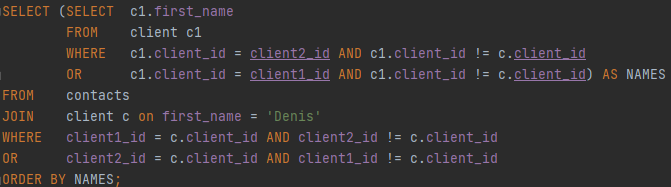 SELECT (SELECT  c1.first_name
        FROM    client c1
        WHERE   c1.client_id = client2_id AND c1.client_id != c.client_id
        OR      c1.client_id = client1_id AND c1.client_id != c.client_id) AS NAMES
FROM    contacts
JOIN    client c on first_name = 'Denis'
WHERE   client1_id = c.client_id AND client2_id != c.client_id
OR      client2_id = c.client_id AND client1_id != c.client_id
ORDER BY NAMES;